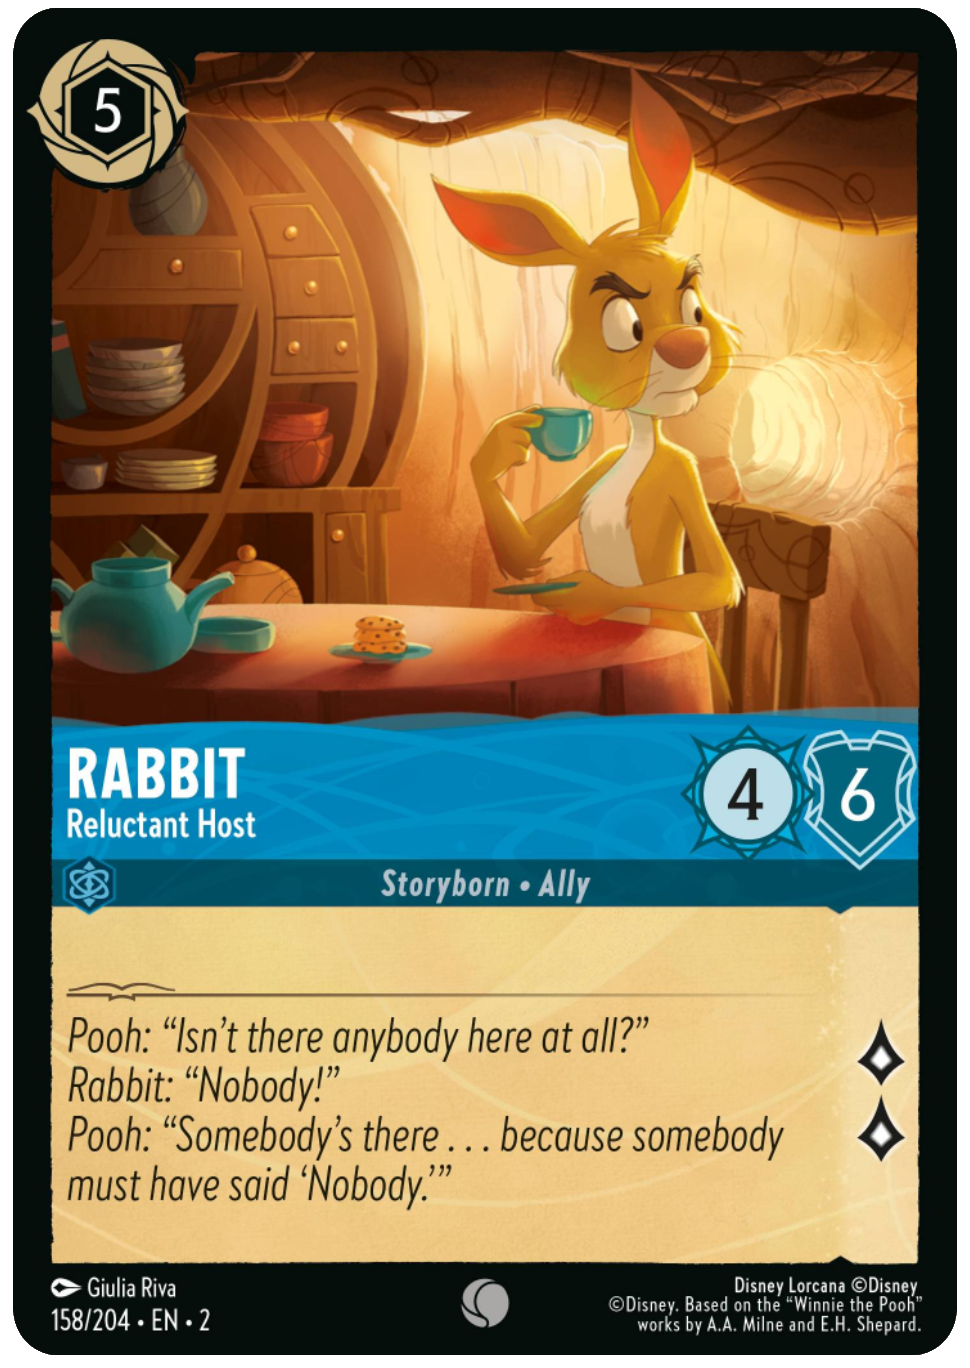 5
RABBIT
Reluctant Host
4
6
Storyborn • Ally
Pooh: “Isn’t there anybody here at all?”
Rabbit: “Nobody!”
Pooh: “Somebody’s there . . . because somebody
must have said ‘Nobody.’”
Giulia Riva
158/204 • EN • 2
Disney Lorcana ©Disney
©Disney. Based on the “Winnie the Pooh”
works by A.A. Milne and E.H. Shepard.